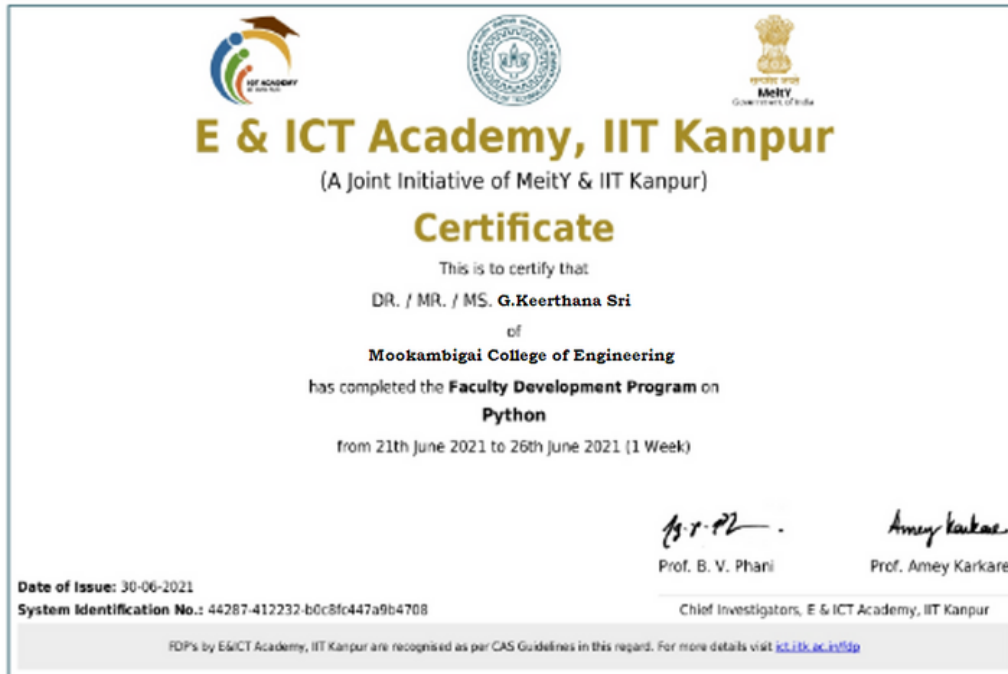 ICT ACADEMY
सत्यमेव जयते
MeitY
Government of India
E & ICT Academy, IIT Kanpur
(A Joint Initiative of MeitY & IIT Kanpur)
Certificate
This is to certify that
DR. / MR. / MS. G.Keerthana Sri
of
Mookambigai College of Engineering
has completed the Faculty Development Program on
Python
from 21th June 2021 to 26th June 2021 (1 Week)
Prof. B. V. Phani
Amey Karkare
Prof. Amey Karkare
Date of Issue: 30-06-2021
System Identification No.: 44287-412232-b0c8fc447a9b4708
Chief Investigators, E & ICT Academy, IIT Kanpur
FDP's by E&ICT Academy, IIT Kanpur are recognised as per CAS Guidelines in this regard. For more details visit ict.iitk.ac.in/fdp